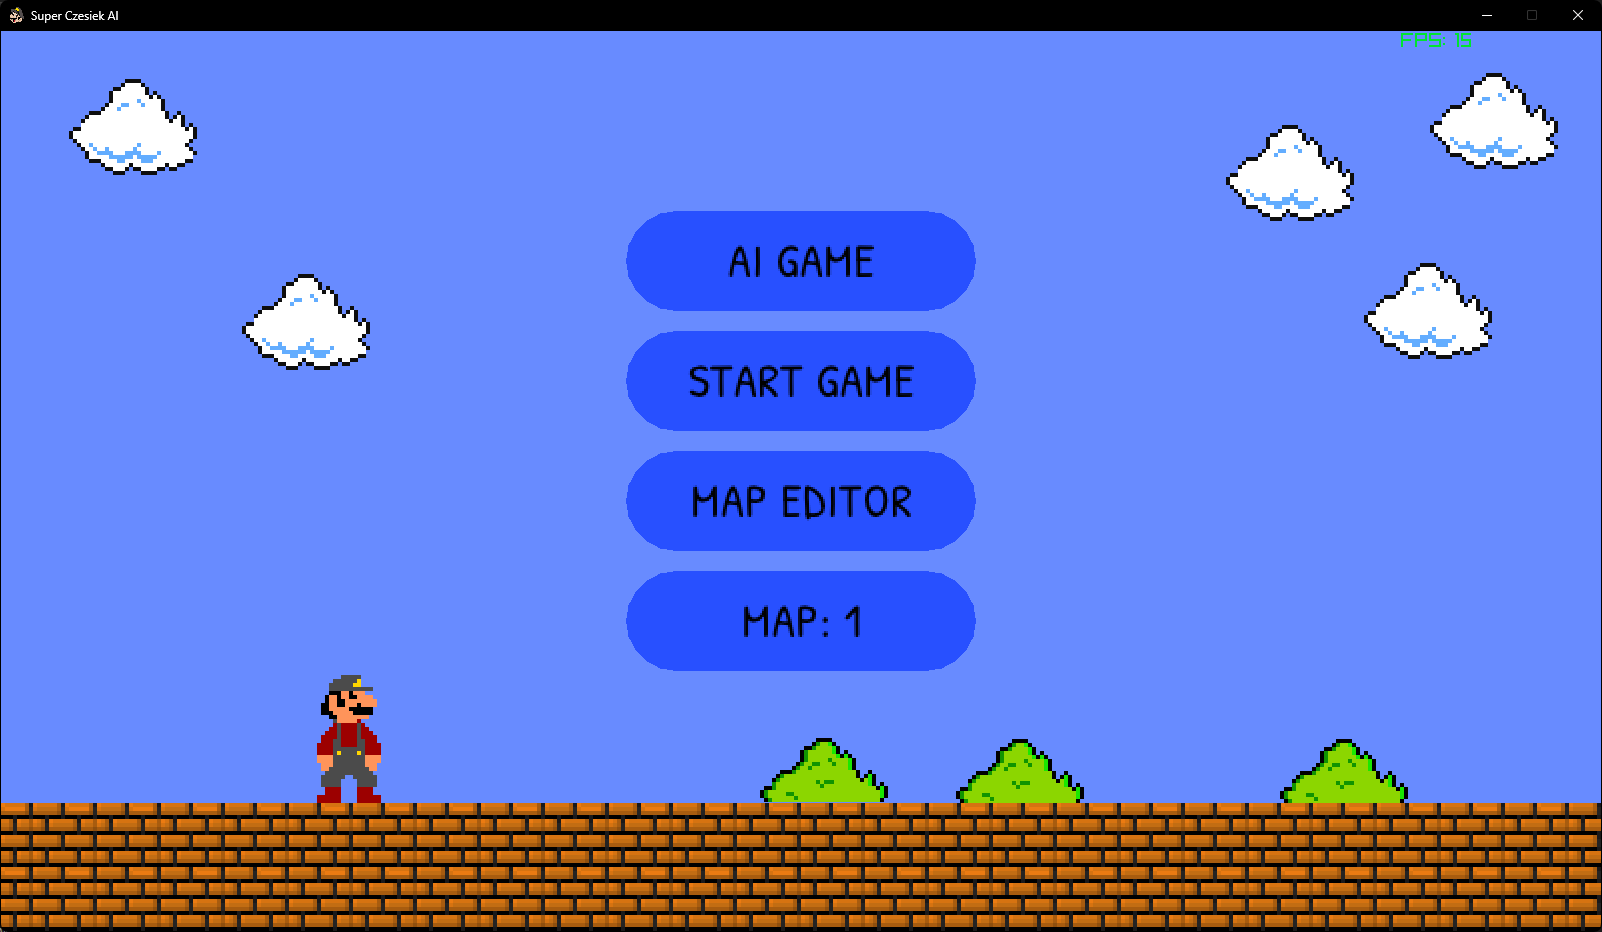 Super Czesiek AI
FPS: 15
AI GAME
START GAME
MAP EDITOR
MAP: 1